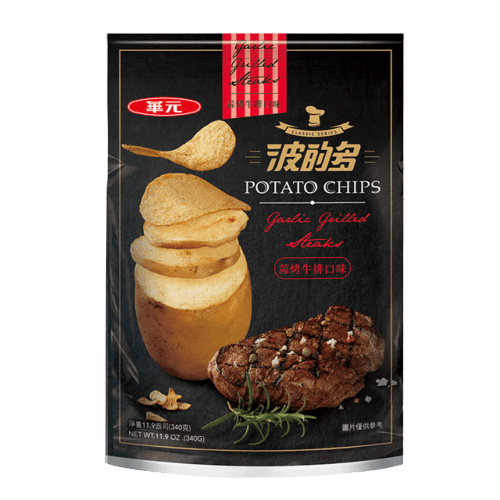 Garlic
Grilled
Steaks
蒜烤牛排口味
華元
CLASSIC SERIES
波的多
POTATO CHIPS
Garlic Grilled
Steaks
蒜烤牛排口味
淨重11.9盎司(340克)
NET WT.11.9 OZ .(340G)
圖片僅供參考